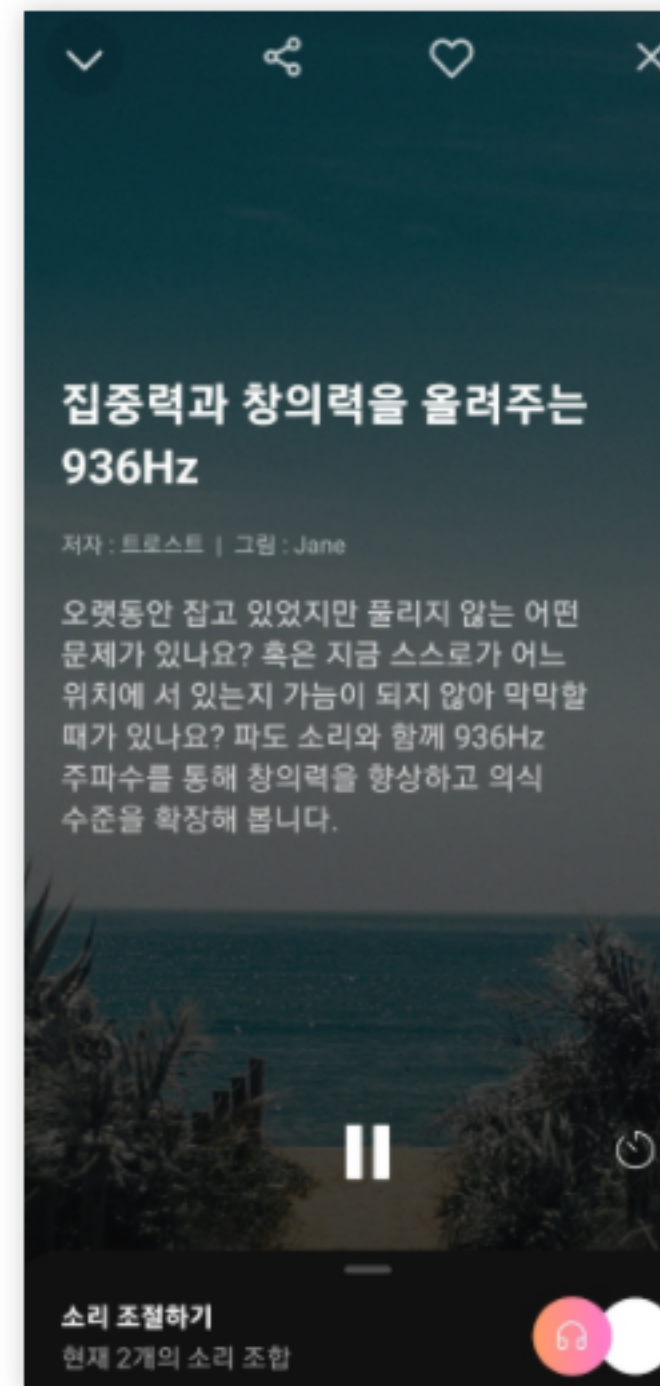 집중력과 창의력을 올려주는
936Hz
저자 : 트로스트 | 그림 : Jane
오랫동안 잡고 있었지만 풀리지 않는 어떤
문제가 있나요? 혹은 지금 스스로가 어느
위치에 서 있는지 가늠이 되지 않아 막막할
때가 있나요? 파도 소리와 함께 936Hz
주파수를 통해 창의력을 향상하고 의식
수준을 확장해 봅니다.
소리 조절하기
현재 2개의 소리 조합